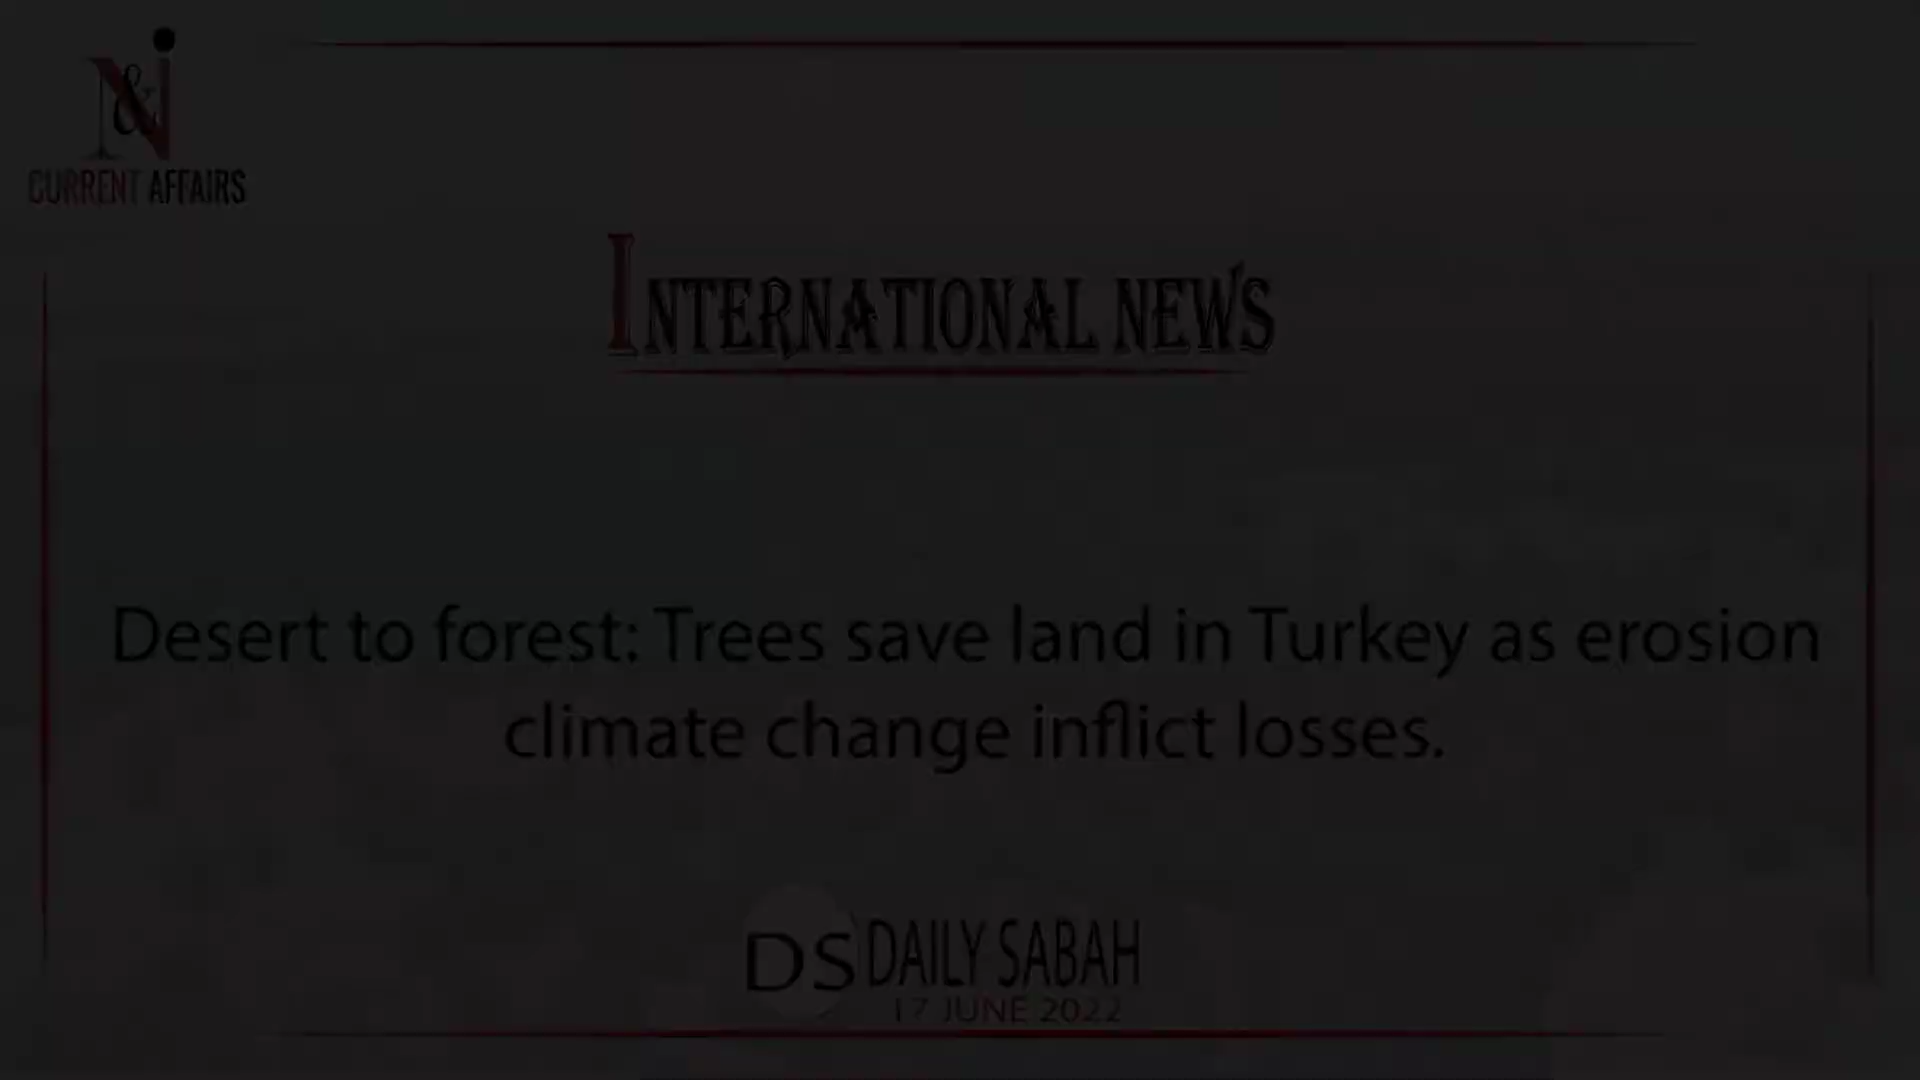 N&I
CURRENT AFFAIRS
INTERNATIONAL NEWS
Desert to forest: Trees save land in Turkey as erosion
climate change inflict losses.
DS DAILY SABAH
17 JUNE 2022